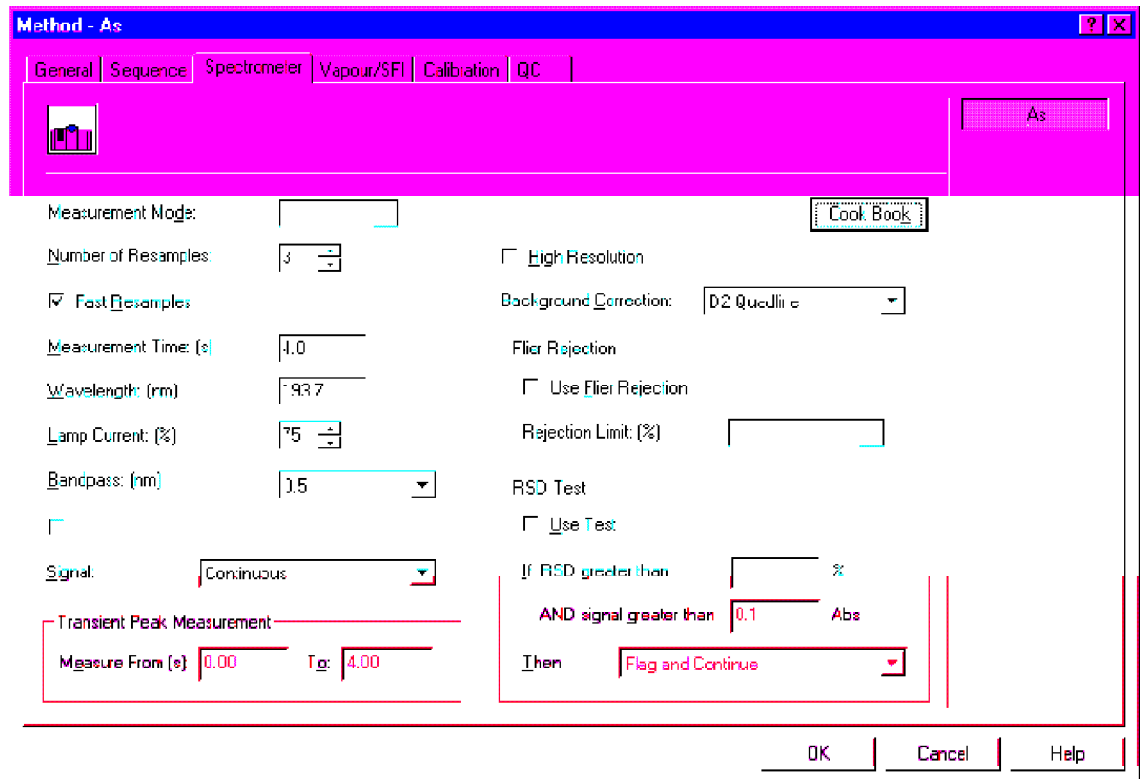 Method - As
? X
General Sequence Spectrometer Vapour/SFI Calibration QC
As
Measurement Mode:
Cook Book
Number of Resamples: 3
High Resolution
Fast Resamples
Background Correction: D2 Quadline
Measurement Time: (s) 4.0
Flier Rejection
Wavelength: (nm) 193.7
Use Flier Rejection
Lamp Current: (%) 75
Rejection Limit: (%)
Bandpass: (nm) 0.5
RSD Test
Use Test
Signal: Continuous
If RSD greater than %
AND signal greater than 0.1 Abs
Transient Peak Measurement
Measure From (s) 0.00 To: 4.00
Then Flag and Continue
OK Cancel Help